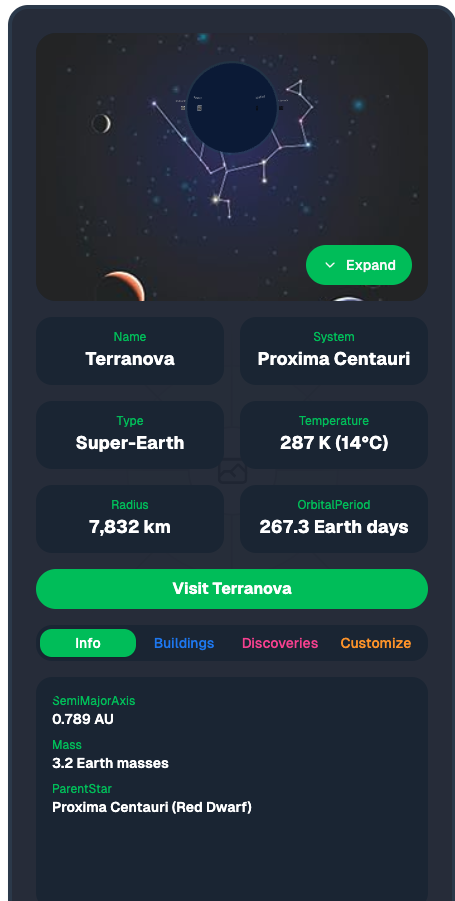 Expand
Name
Terranova
System
Proxima Centauri
Type
Super-Earth
Temperature
287 K (14°C)
Radius
7,832 km
OrbitalPeriod
267.3 Earth days
Visit Terranova
Info
Buildings
Discoveries
Customize
SemiMajorAxis
0.789 AU
Mass
3.2 Earth masses
ParentStar
Proxima Centauri (Red Dwarf)